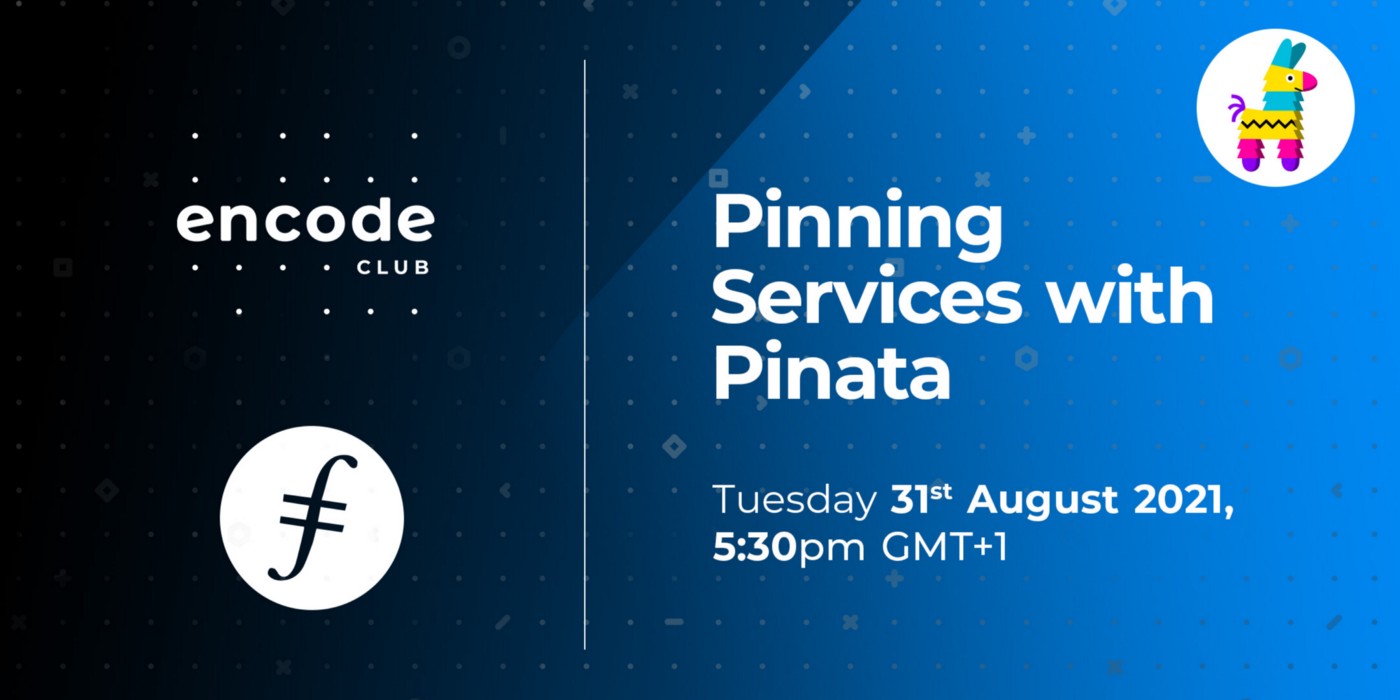 encode
CLUB
Pinning
Services with
Pinata
Tuesday 31st August 2021,
5:30pm GMT+1